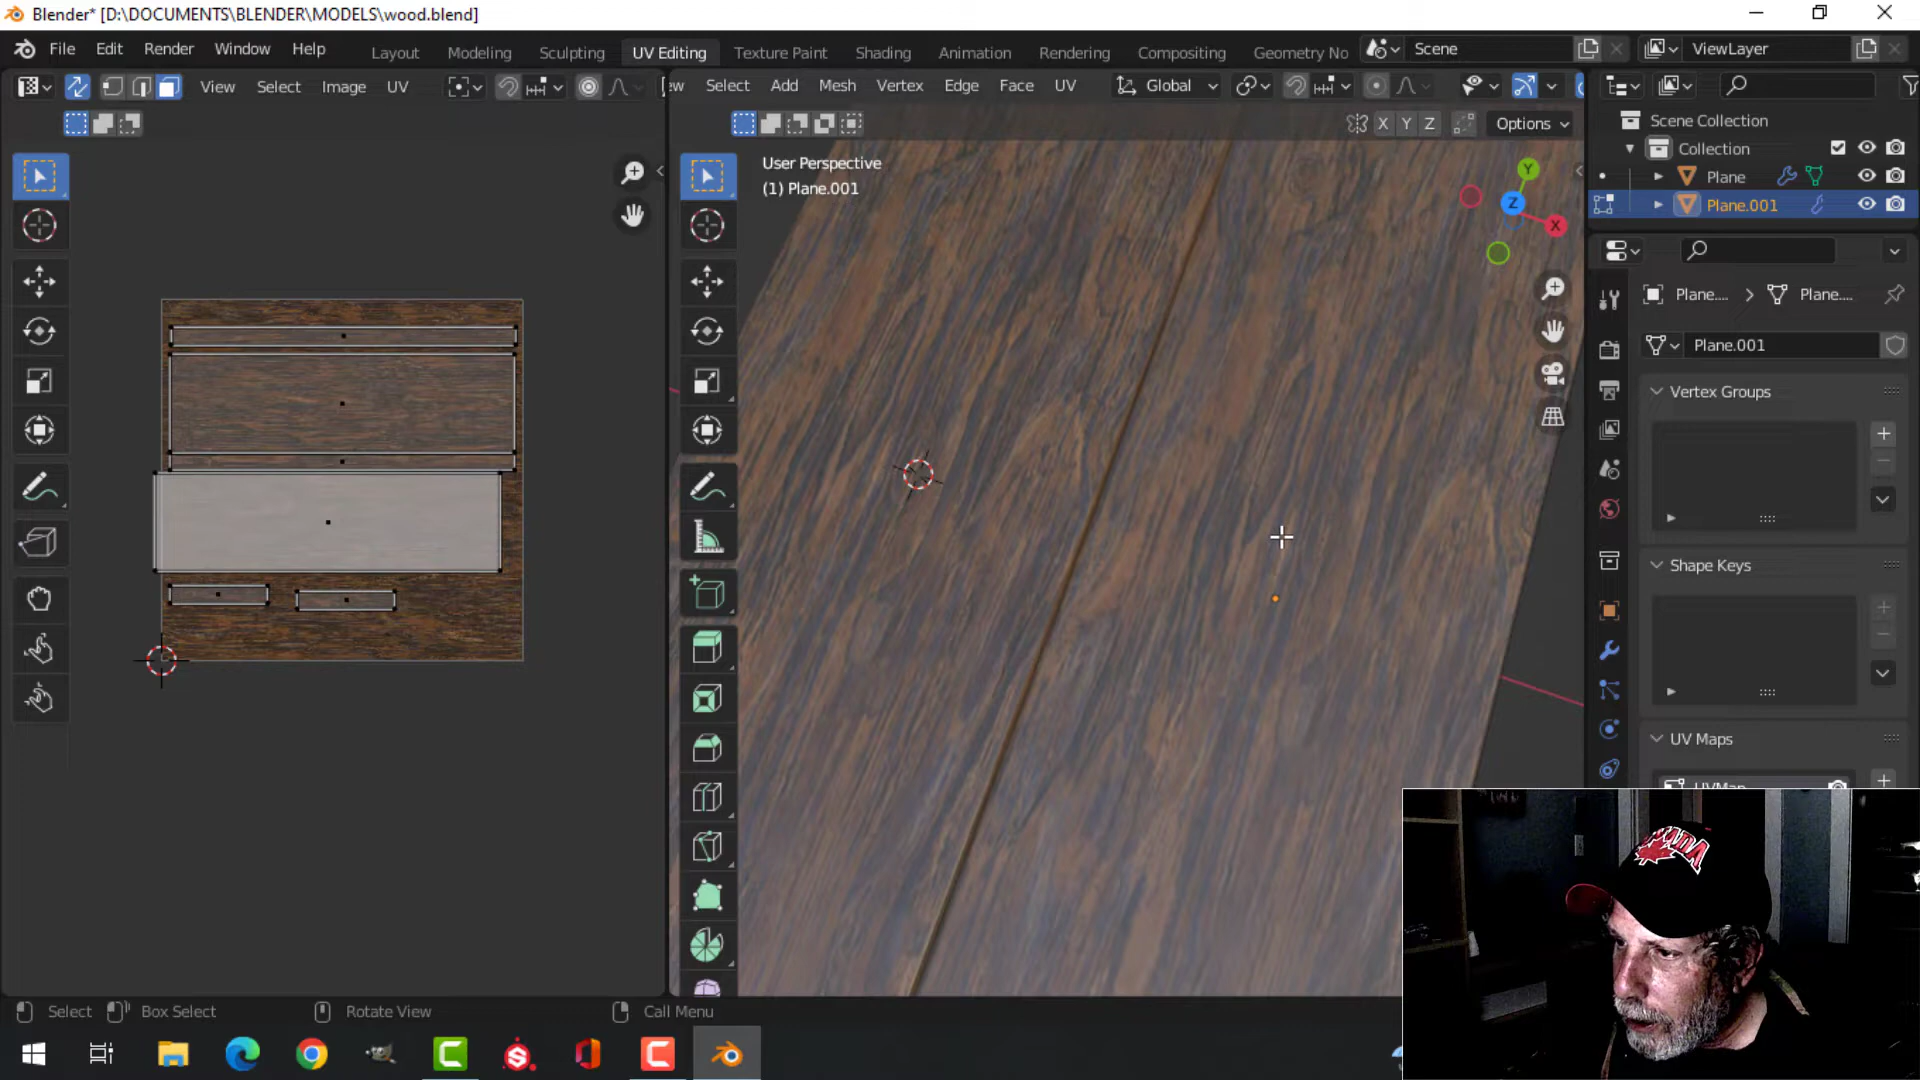 Blender* [D:\DOCUMENTS\BLENDER\MODELS\wood.blend]
File Edit Render Window Help Layout Modeling Sculpting UV Editing Texture Paint Shading Animation Rendering Compositing Geometry No Scene ViewLayer
View Select Image UV ew Select Add Mesh Vertex Edge Face UV Global
X Y Z Options
Scene Collection
Collection
Plane
Plane.001
User Perspective
(1) Plane.001
Y
Z
X
Plane.... Plane....
Plane.001
Vertex Groups
Shape Keys
UV Maps
UVMap
Select Box Select Rotate View Call Menu